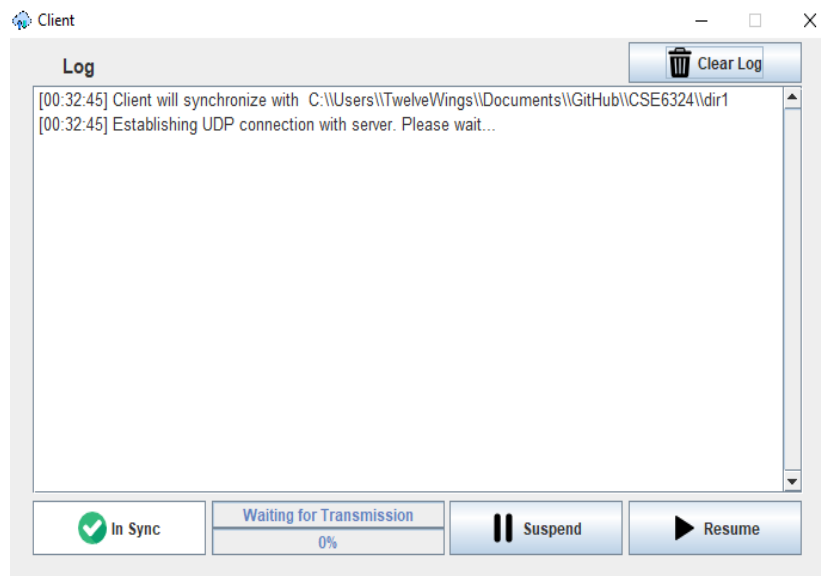 Client
Log
Clear Log
[00:32:45] Client will synchronize with  C:\\Users\\TwelveWings\\Documents\\GitHub\\CSE6324\\dir1
[00:32:45] Establishing UDP connection with server. Please wait...
In Sync
Waiting for Transmission
0%
Suspend
Resume